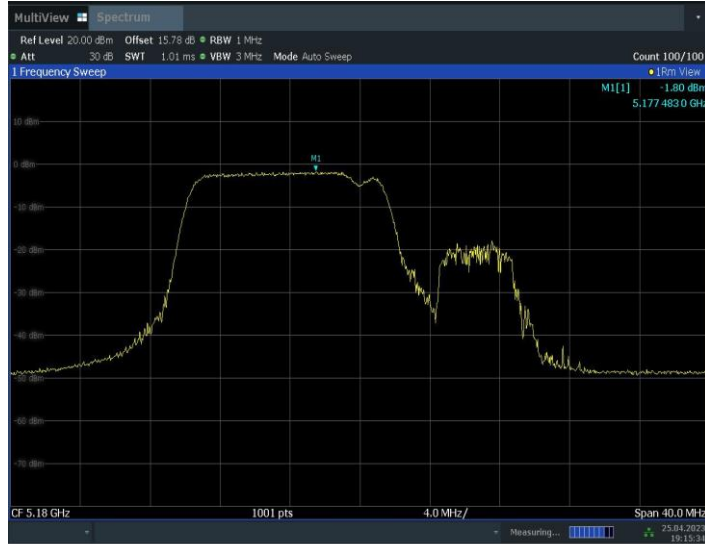 MultiView Spectrum
Ref Level 20.00 dBm Offset 15.78 dB RBW 1 MHz
Att 30 dB SWT 1.01 ms VBW 3 MHz Mode Auto Sweep Count 100/100
1 Frequency Sweep 1Rm View
M1[1] -1.80 dBm
5.177 4830 GHz
10 dBm
M1
0 dBm
-10 dBm
-20 dBm
-30 dBm
-40 dBm
-50 dBm
-60 dBm
-70 dBm
CF 5.18 GHz 1001 pts 4.0 MHz/ Span 40.0 MHz
Measuring... 25.04.2023
19:15:34